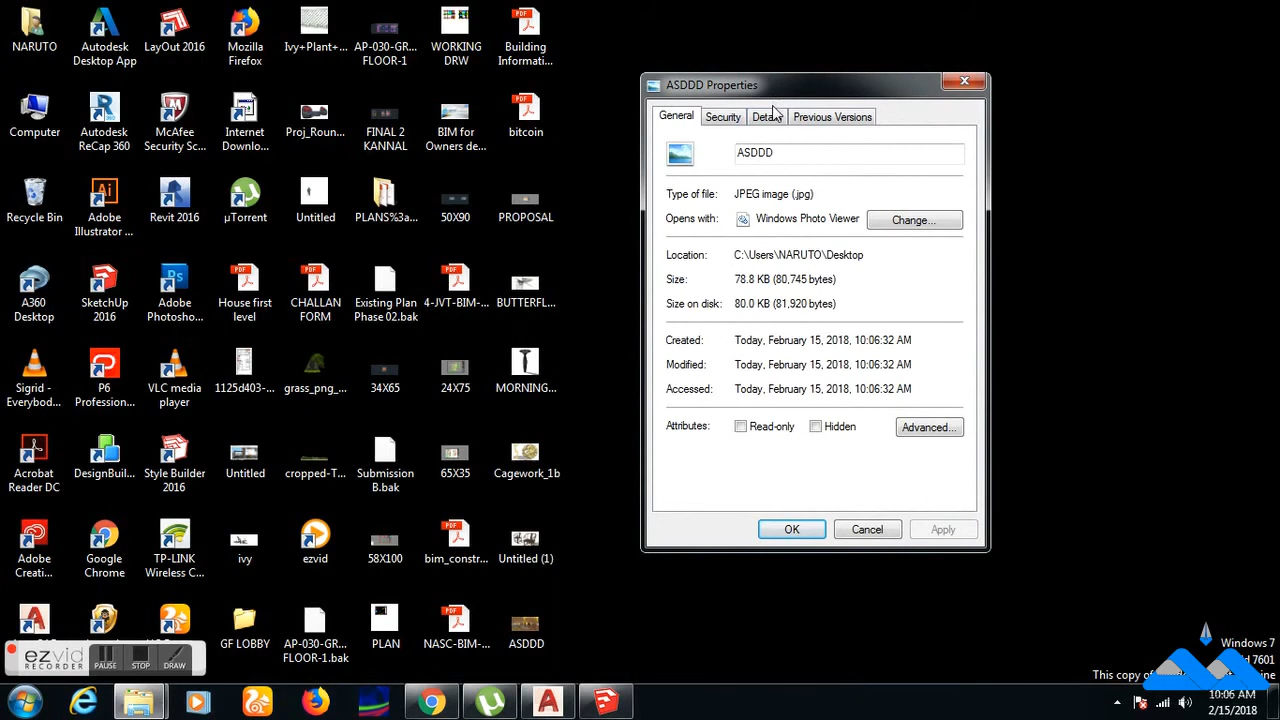 NARUTO
Autodesk
Desktop App
LayOut 2016
Mozilla
Firefox
Ivy+Plant+...
AP-030-GR...
FLOOR-1
WORKING
DRW
Building
Informati...
Computer
Autodesk
ReCap 360
McAfee
Security Sc...
Internet
Downlo...
Proj_Roun...
FINAL 2
KANNAL
BIM for
Owners de...
bitcoin
Recycle Bin
Adobe
Illustrator ...
Revit 2016
µTorrent
Untitled
PLANS%3a...
50X90
PROPOSAL
A360
Desktop
SketchUp
2016
Adobe
Photosho...
House first
level
CHALLAN
FORM
Existing Plan
Phase 02.bak
4-JVT-BIM-...
BUTTERFL...
Sigrid -
Everybod...
P6
Profession...
VLC media
player
1125d403-...
grass_png_...
34X65
24X75
MORNING...
Acrobat
Reader DC
DesignBuil...
Style Builder
2016
Untitled
cropped-T...
Submission
B.bak
65X35
Cagework_1b
Adobe
Creati...
Google
Chrome
TP-LINK
Wireless C...
ivy
ezvid
58X100
bim_constr...
Untitled (1)
GF LOBBY
AP-030-GR...
FLOOR-1.bak
PLAN
NASC-BIM-...
ASDDD
ezvid
RECORDER
PAUSE
STOP
DRAW
ASDDD Properties
General
Security
Details
Previous Versions
ASDDD
Type of file: JPEG image (.jpg)
Opens with: Windows Photo Viewer Change...
Location: C:\Users\NARUTO\Desktop
Size: 78.8 KB (80,745 bytes)
Size on disk: 80.0 KB (81,920 bytes)
Created: Today, February 15, 2018, 10:06:32 AM
Modified: Today, February 15, 2018, 10:06:32 AM
Accessed: Today, February 15, 2018, 10:06:32 AM
Attributes: Read-only Hidden Advanced...
OK Cancel Apply
Windows 7
7601
This copy of
10:06 AM
2/15/2018